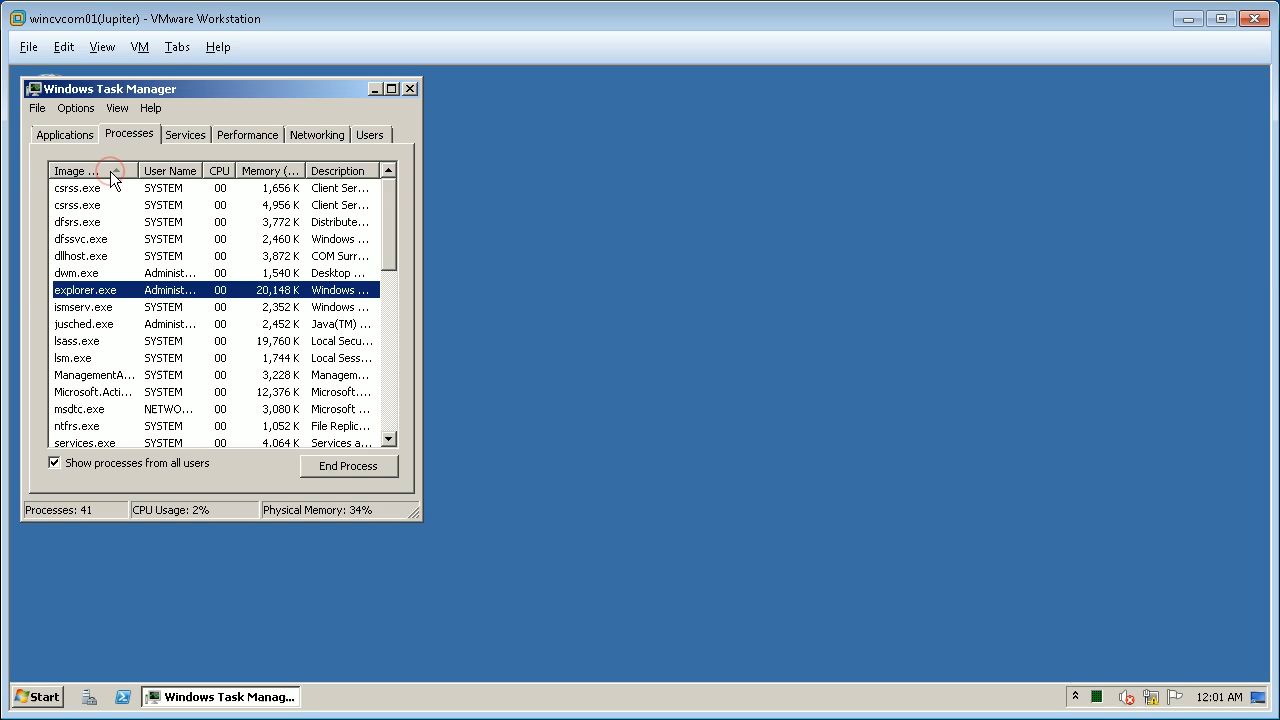 wincvcom01(Jupiter) - VMware Workstation
File Edit View VM Tabs Help
Windows Task Manager
File Options View Help
Applications Processes Services Performance Networking Users
Image ... User Name CPU Memory (... Description
csrss.exe SYSTEM 00 1,656 K Client Ser...
csrss.exe SYSTEM 00 4,956 K Client Ser...
dfsrs.exe SYSTEM 00 3,772 K Distribute...
dfssvc.exe SYSTEM 00 2,460 K Windows ...
dllhost.exe SYSTEM 00 3,872 K COM Surr...
dwm.exe Administ... 00 1,540 K Desktop ...
explorer.exe Administ... 00 20,148 K Windows ...
ismserv.exe SYSTEM 00 2,352 K Windows ...
jusched.exe Administ... 00 2,452 K Java(TM) ...
lsass.exe SYSTEM 00 19,760 K Local Secu...
lsm.exe SYSTEM 00 1,744 K Local Sess...
ManagementA... SYSTEM 00 3,228 K Managem...
Microsoft.Acti... SYSTEM 00 12,376 K Microsoft....
msdtc.exe NETWO... 00 3,080 K Microsoft ...
ntfrs.exe SYSTEM 00 1,052 K File Replic...
services.exe SYSTEM 00 4,064 K Services a...
Show processes from all users End Process
Processes: 41 CPU Usage: 2% Physical Memory: 34%
Start Windows Task Manag... 12:01 AM